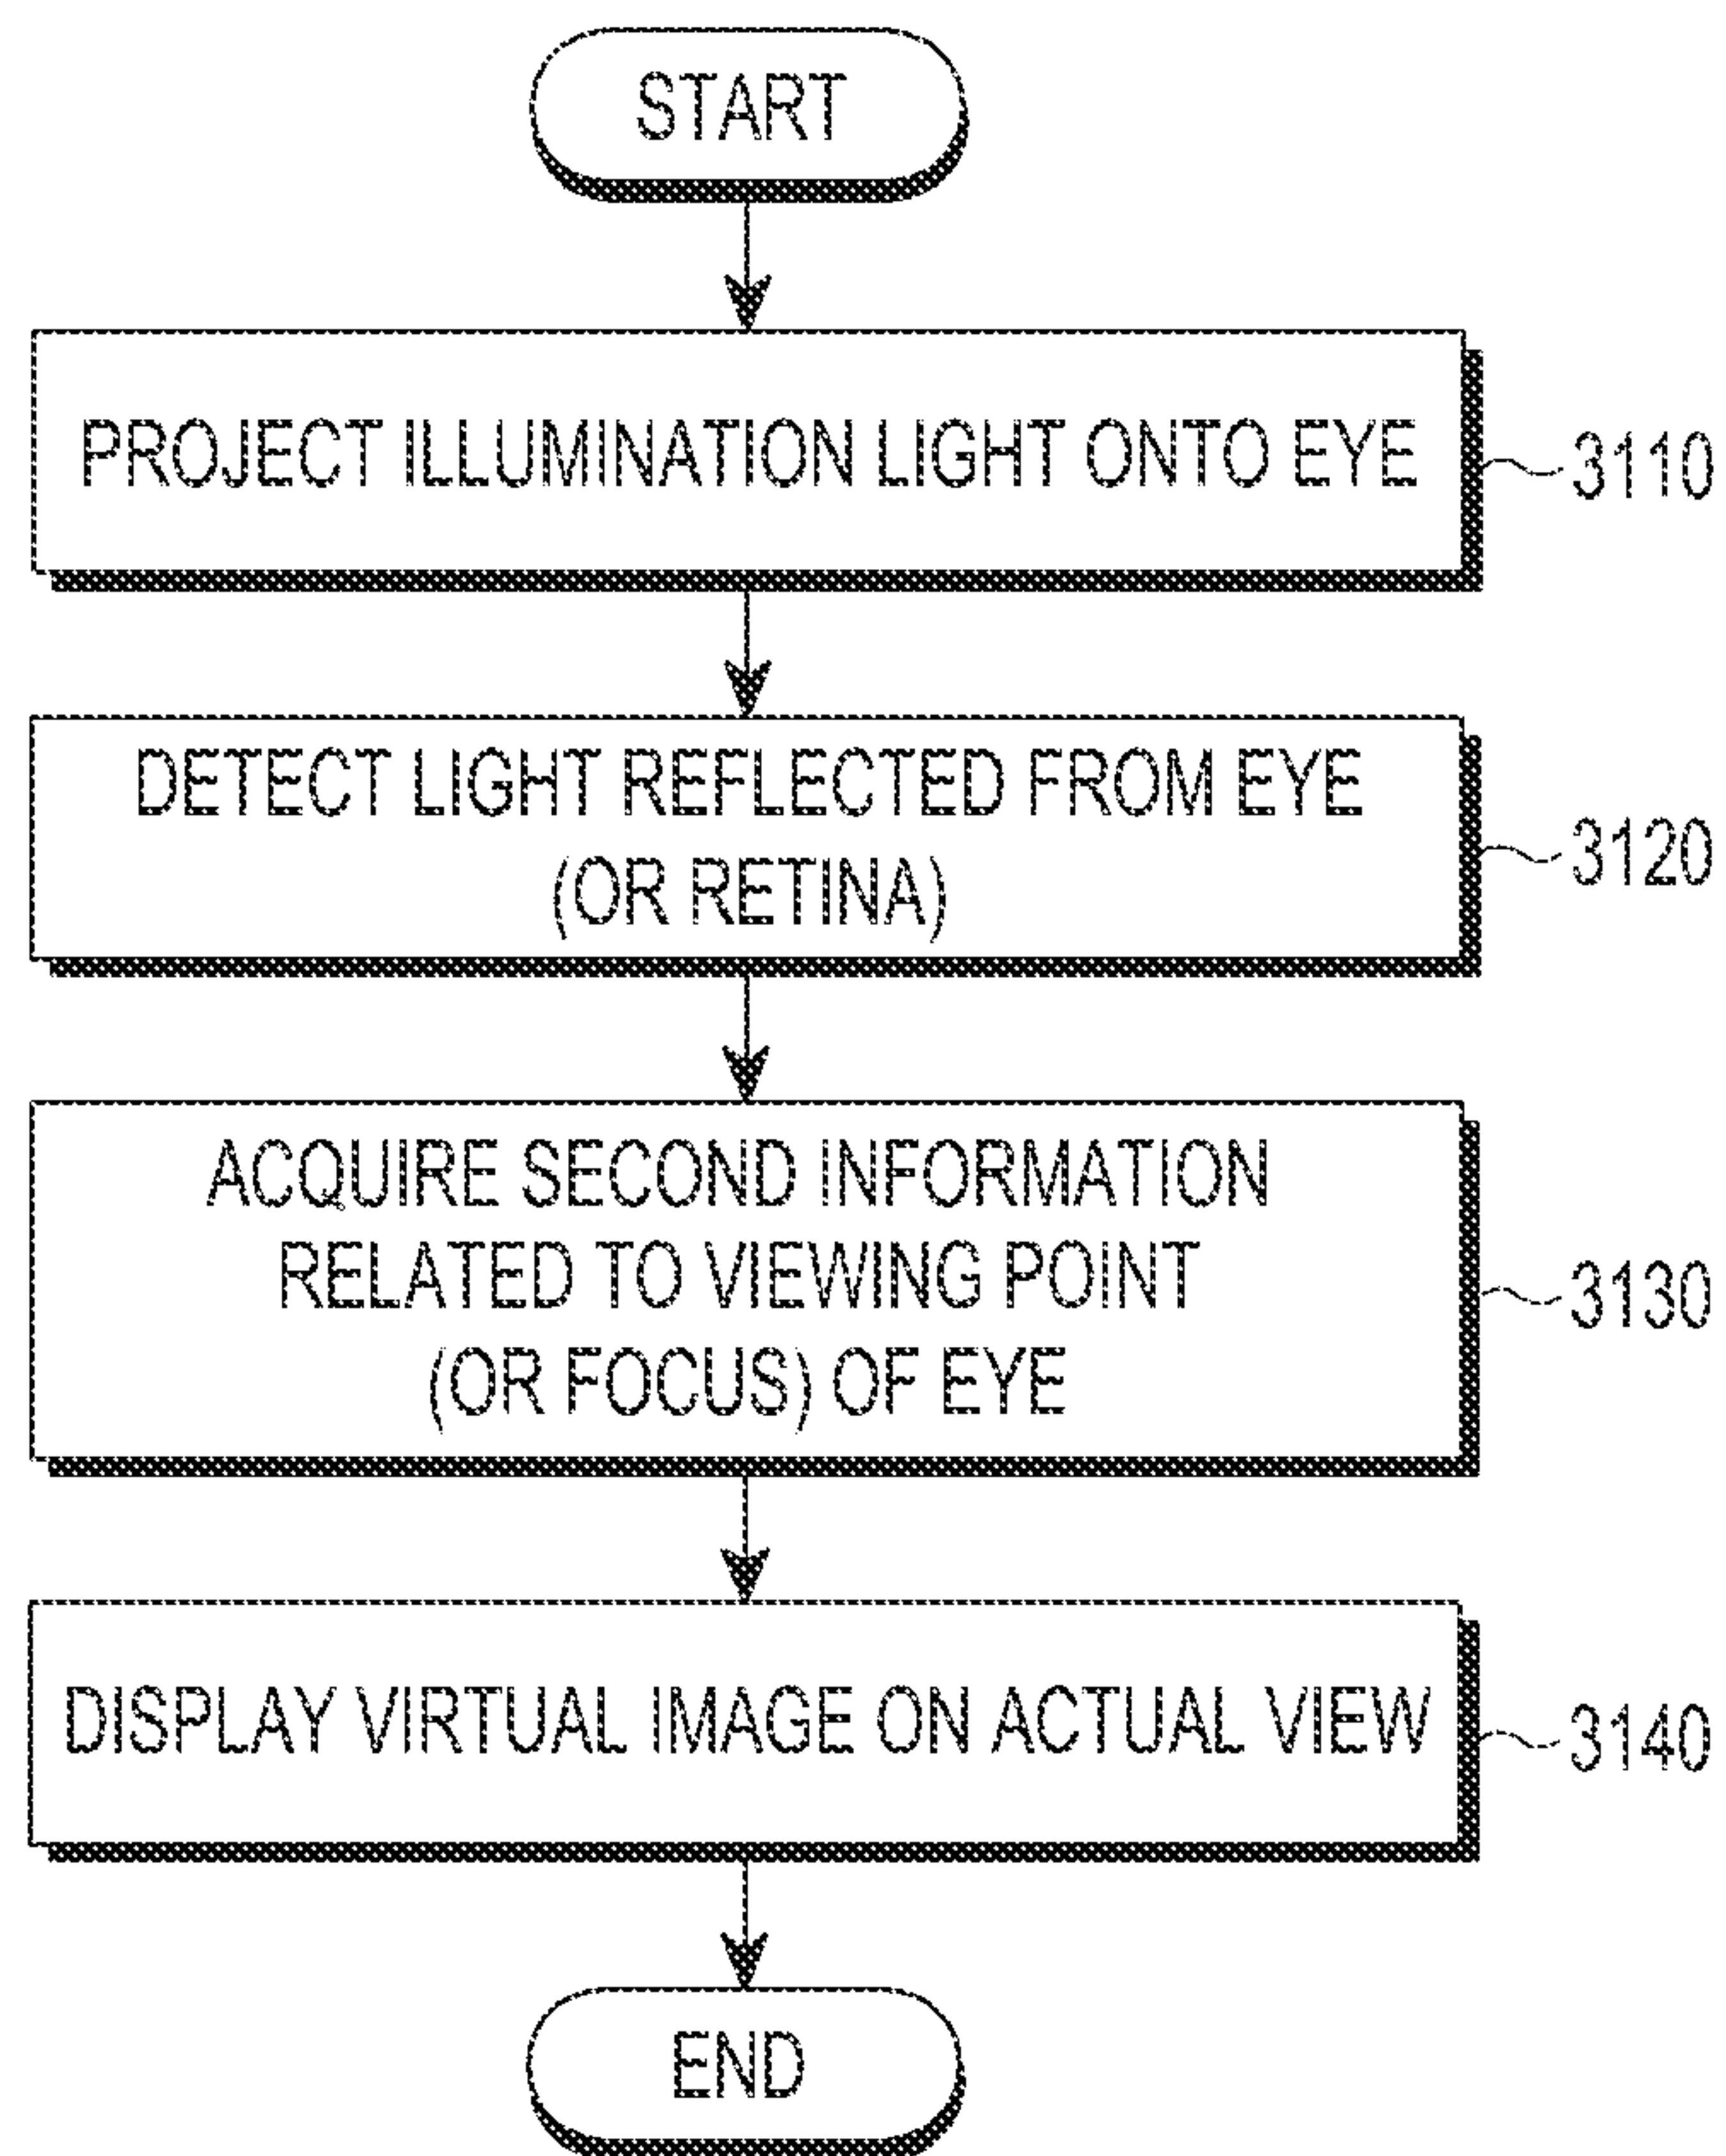 START
PROJECT ILLUMINATION LIGHT ONTO EYE
3110
DETECT LIGHT REFLECTED FROM EYE
(OR RETINA)
3120
ACQUIRE SECOND INFORMATION
RELATED TO VIEWING POINT
(OR FOCUS) OF EYE
3130
DISPLAY VIRTUAL IMAGE ON ACTUAL VIEW
3140
END